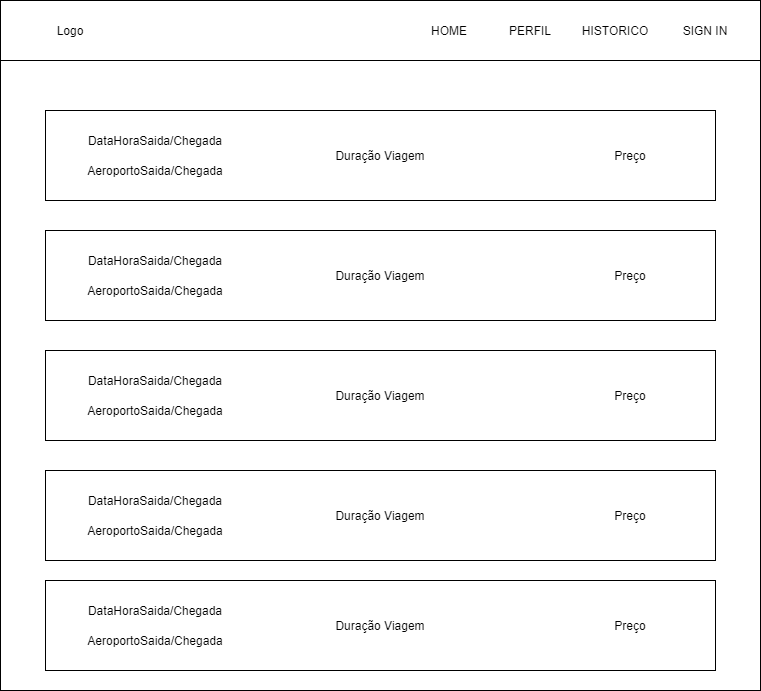 Logo HOME PERFIL HISTORICO SIGN IN
DataHoraSaida/Chegada
AeroportoSaida/Chegada
Duração Viagem
Preço
DataHoraSaida/Chegada
AeroportoSaida/Chegada
Duração Viagem
Preço
DataHoraSaida/Chegada
AeroportoSaida/Chegada
Duração Viagem
Preço
DataHoraSaida/Chegada
AeroportoSaida/Chegada
Duração Viagem
Preço
DataHoraSaida/Chegada
AeroportoSaida/Chegada
Duração Viagem
Preço